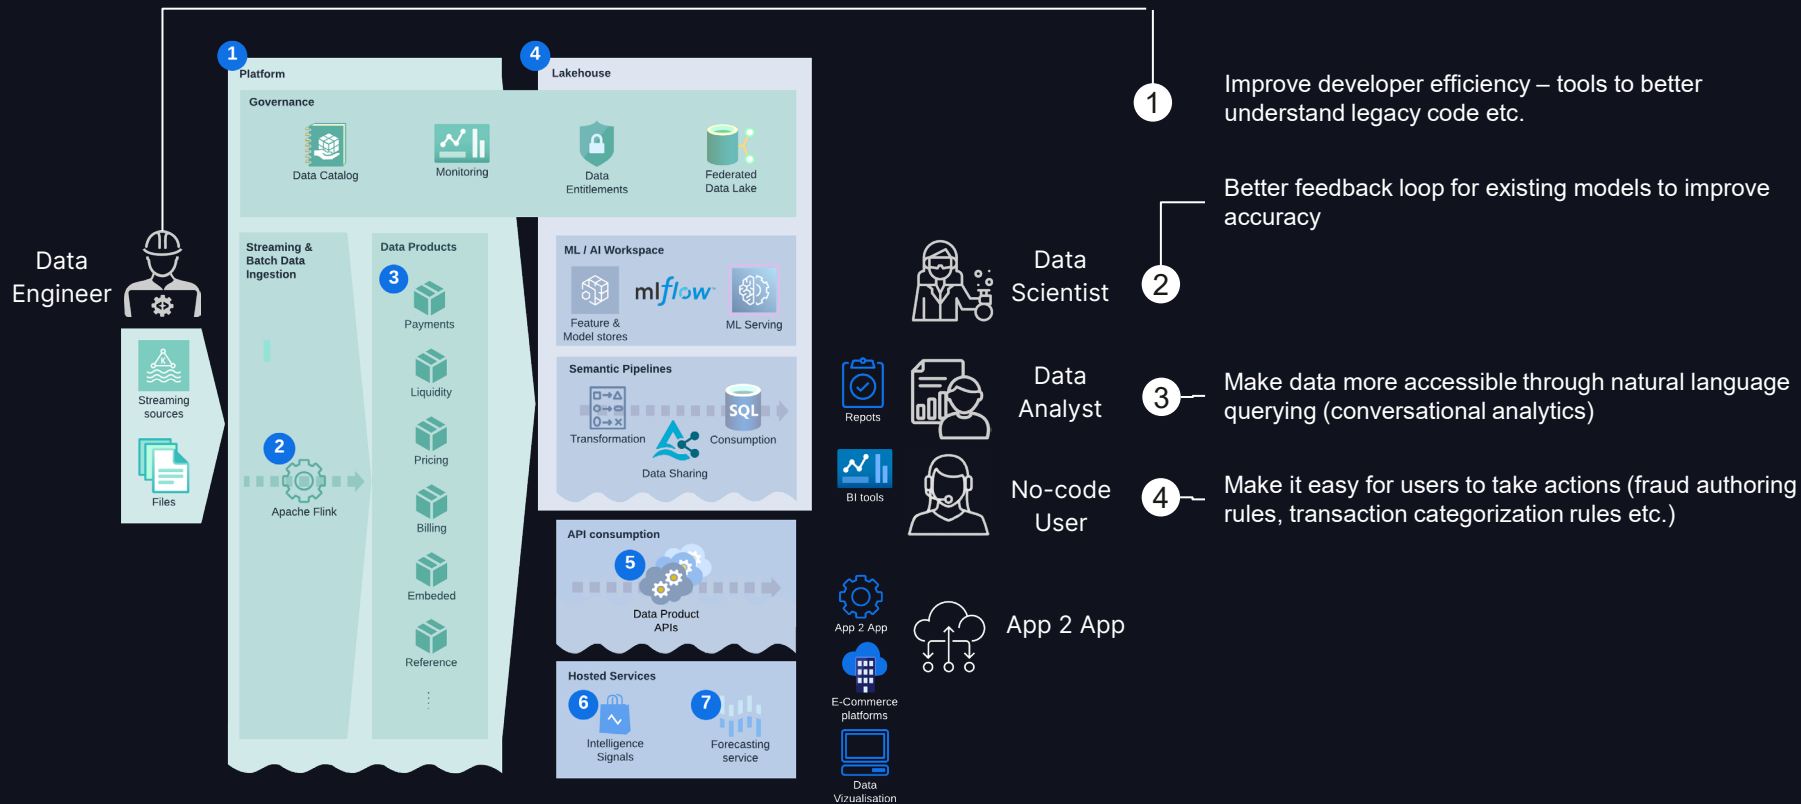 1
4
Platform
Lakehouse
Governance
Data Catalog
Monitoring
Data
Entitlements
Federated
Data Lake
1
Improve developer efficiency – tools to better
understand legacy code etc.
Better feedback loop for existing models to improve
accuracy
Data
Engineer
Streaming &
Batch Data
Ingestion
Data Products
3
Payments
Liquidity
Pricing
Billing
Embeded
Reference
K
Streaming
sources
Files
2
Apache Flink
ML / AI Workspace
Feature &
Model stores
mlflow
ML Serving
Semantic Pipelines
Transformation
Data Sharing
SQL
Consumption
API consumption
5
Data Product
APIs
Hosted Services
6
Intelligence
Signals
7
Forecasting
service
Data
Scientist
2
Repots
Data
Analyst
3
Make data more accessible through natural language
querying (conversational analytics)
BI tools
No-code
User
4
Make it easy for users to take actions (fraud authoring
rules, transaction categorization rules etc.)
App 2 App
App 2 App
E-Commerce
platforms
Data
Vizualisation